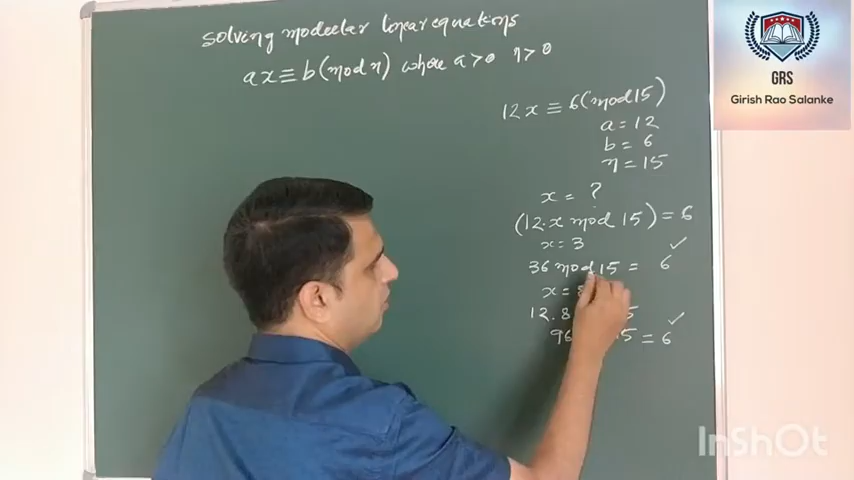 solving modular linear equations
ax ≡ b (mod n) where a>0 n>0
12x ≡ 6 (mod 15)
a = 12
b = 6
n = 15
x = ?
(12.x mod 15) = 6
x = 3
36 mod 15 = 6 ✓
x =
12.8
96 15 = 6 ✓
GRS
Girish Rao Salanke
InShOt